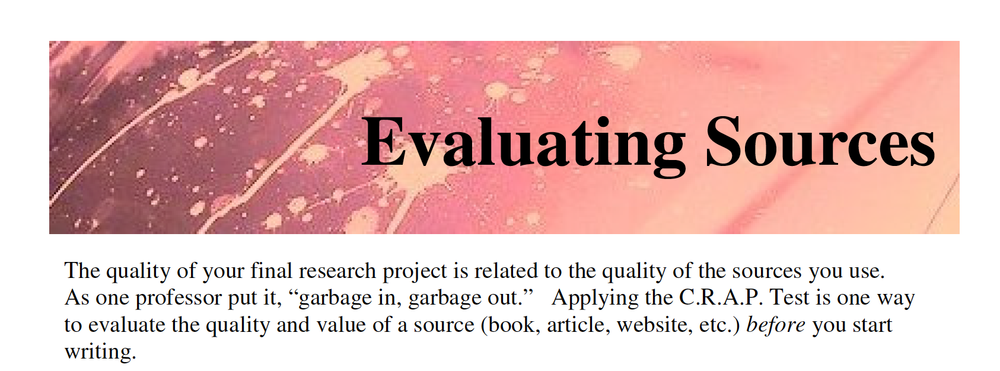 Evaluating Sources
The quality of your final research project is related to the quality of the sources you use.
As one professor put it, “garbage in, garbage out.”   Applying the C.R.A.P. Test is one way
to evaluate the quality and value of a source (book, article, website, etc.) before you start
writing.